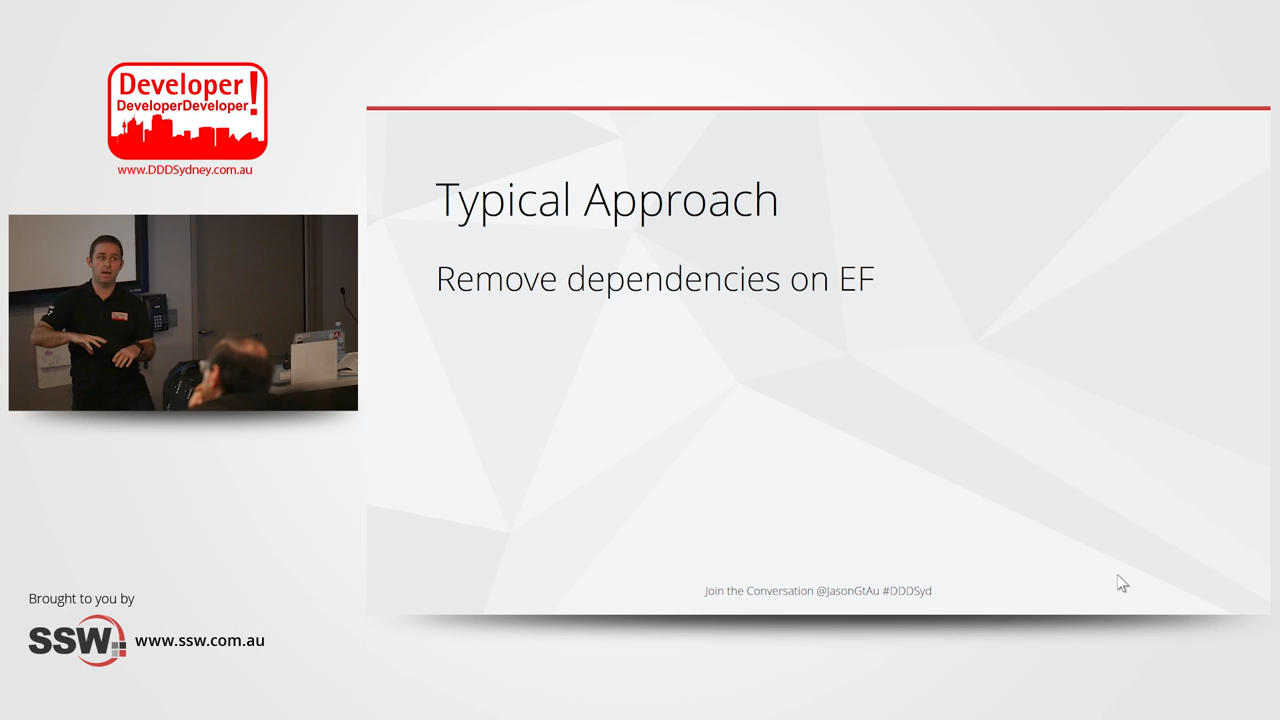 Developer!
DeveloperDeveloper
www.DDDSydney.com.au
Typical Approach
Remove dependencies on EF
Join the Conversation @JasonGtAu #DDDSyd
Brought to you by
SSW
www.ssw.com.au